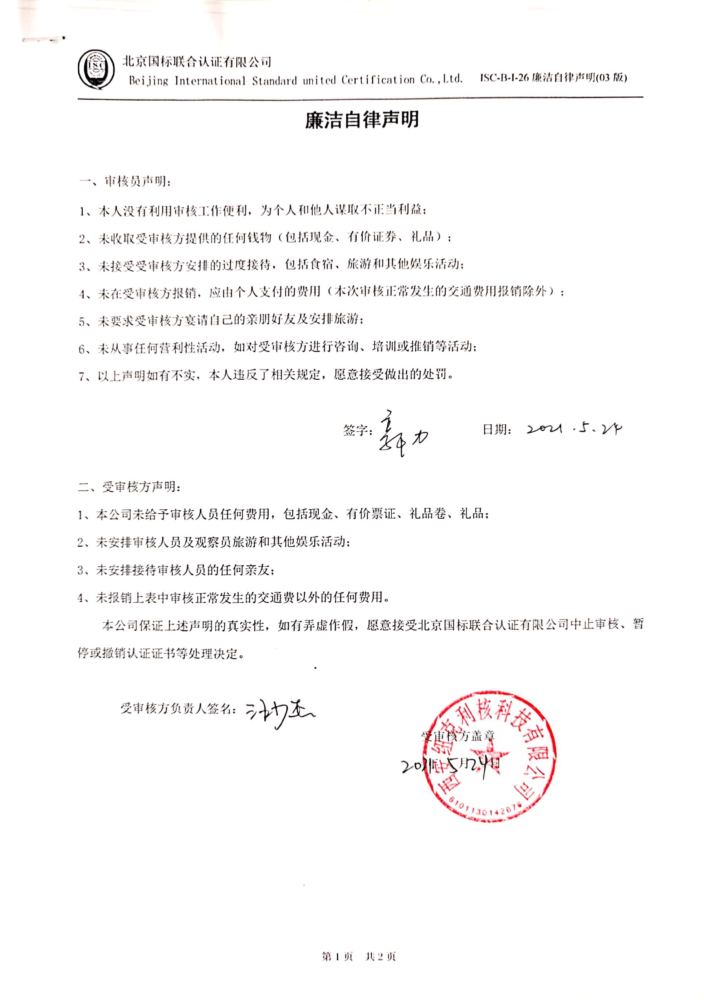 ISC
北京国标联合认证有限公司
Beijing International Standard united Certification Co.,Ltd. ISC-B-I-26 廉洁自律声明(03 版)
廉洁自律声明
一、审核员声明：
1、本人没有利用审核工作便利，为个人和他人谋取不正当利益；
2、未收取受审核方提供的任何钱物（包括现金、有价证券、礼品）；
3、未接受受审核方安排的过度接待，包括食宿、旅游和其他娱乐活动；
4、未在受审核方报销，应由个人支付的费用（本次审核正常发生的交通费用报销除外）；
5、未要求受审核方宴请自己的亲朋好友及安排旅游；
6、未从事任何营利性活动，如对受审核方进行咨询、培训或推销等活动；
7、以上声明如有不实，本人违反了相关规定，愿意接受做出的处罚。
签字： 郭力 日期： 2021.5.24
二、受审核方声明：
1、本公司未给予审核人员任何费用，包括现金、有价票证、礼品卷、礼品；
2、未安排审核人员及观察员旅游和其他娱乐活动；
3、未安排接待审核人员的任何亲友；
4、未报销上表中审核正常发生的交通费以外的任何费用。
本公司保证上述声明的真实性，如有弄虚作假，愿意接受北京国标联合认证有限公司中止审核、暂
停或撤销认证证书等处理决定。
受审核方负责人签名：
受审核方盖章
2021年5月24日
西安纽克利核科技有限公司
6101130142676
第 1 页 共 2 页